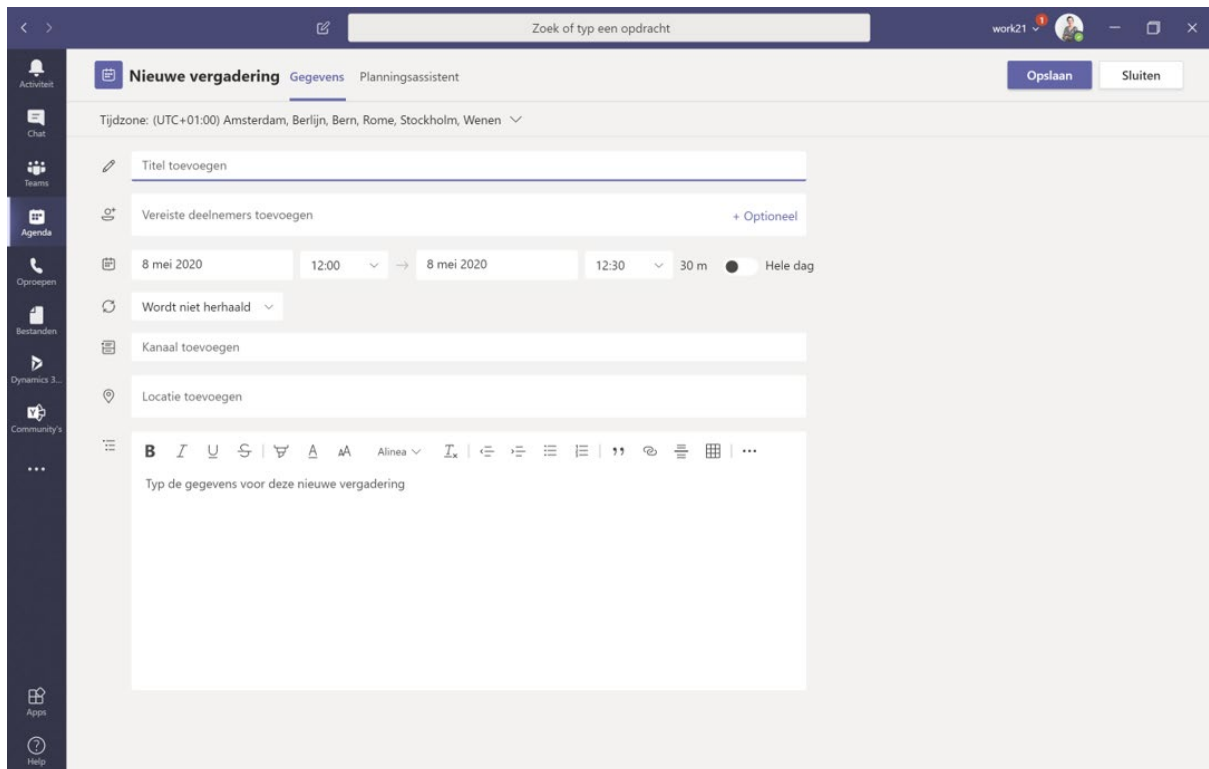 Zoek of typ een opdracht
work21
1
Activiteit
Chat
Teams
Agenda
Oproepen
Bestanden
Dynamics 3...
Community's
Apps
Help
Nieuwe vergadering Gegevens Planningsassistent
Opslaan Sluiten
Tijdzone: (UTC+01:00) Amsterdam, Berlijn, Bern, Rome, Stockholm, Wenen
Titel toevoegen
Vereiste deelnemers toevoegen + Optioneel
8 mei 2020 12:00 → 8 mei 2020 12:30 30 m Hele dag
Wordt niet herhaald
Kanaal toevoegen
Locatie toevoegen
B I U S A AA Alinea Ix
Typ de gegevens voor deze nieuwe vergadering